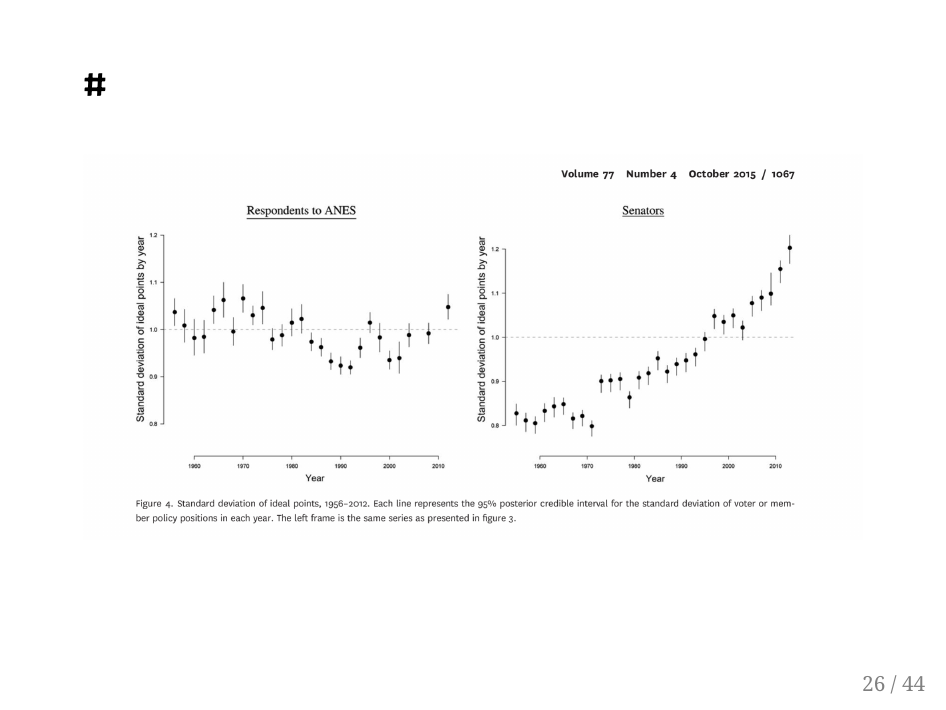 #
Volume 77 Number 4 October 2015 / 1067
Respondents to ANES
Standard deviation of ideal points by year
1.2
1.1
1.0
0.9
0.8
1960 1970 1980 1990 2000 2010
Year
Senators
Standard deviation of ideal points by year
1.2
1.1
1.0
0.9
0.8
1960 1970 1980 1990 2000 2010
Year
Figure 4. Standard deviation of ideal points, 1956–2012. Each line represents the 95% posterior credible interval for the standard deviation of voter or mem-
ber policy positions in each year. The left frame is the same series as presented in figure 3.
26 / 44